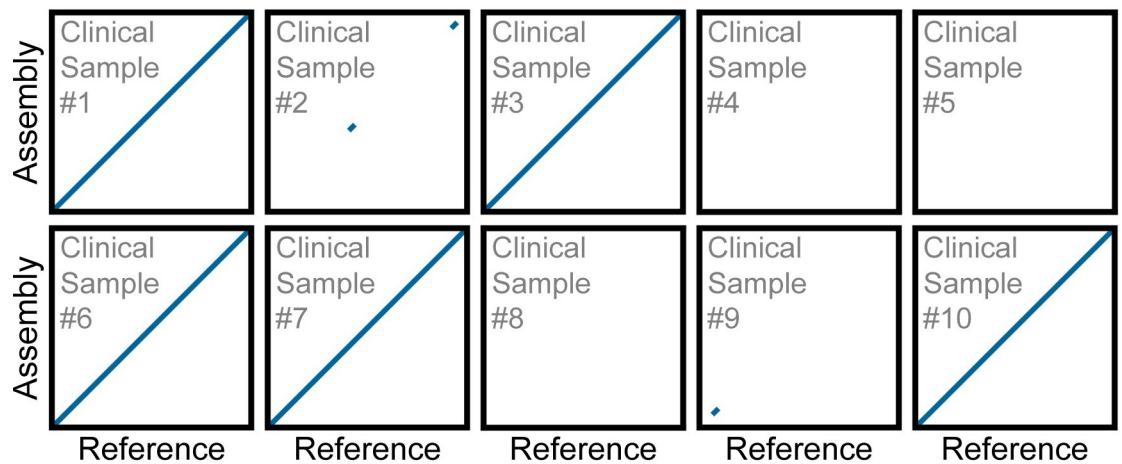 Assembly
Clinical
Sample
#1
Clinical
Sample
#2
Clinical
Sample
#3
Clinical
Sample
#4
Clinical
Sample
#5
Assembly
Clinical
Sample
#6
Clinical
Sample
#7
Clinical
Sample
#8
Clinical
Sample
#9
Clinical
Sample
#10
Reference
Reference
Reference
Reference
Reference